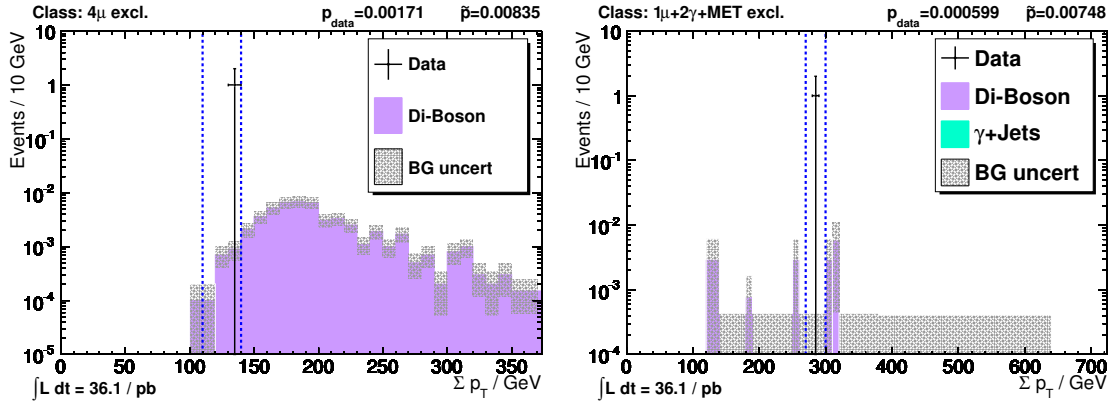 Class: 4μ excl. p_data=0.00171 p̃=0.00835
Events / 10 GeV
10
1
10^-1
10^-2
10^-3
10^-4
10^-5
Data
Di-Boson
BG uncert
0 50 100 150 200 250 300 350
∫L dt = 36.1 / pb
Σ p_T / GeV
Class: 1μ+2γ+MET excl. p_data=0.000599 p̃=0.00748
Events / 10 GeV
10
1
10^-1
10^-2
10^-3
10^-4
Data
Di-Boson
γ+Jets
BG uncert
0 100 200 300 400 500 600 700
∫L dt = 36.1 / pb
Σ p_T / GeV